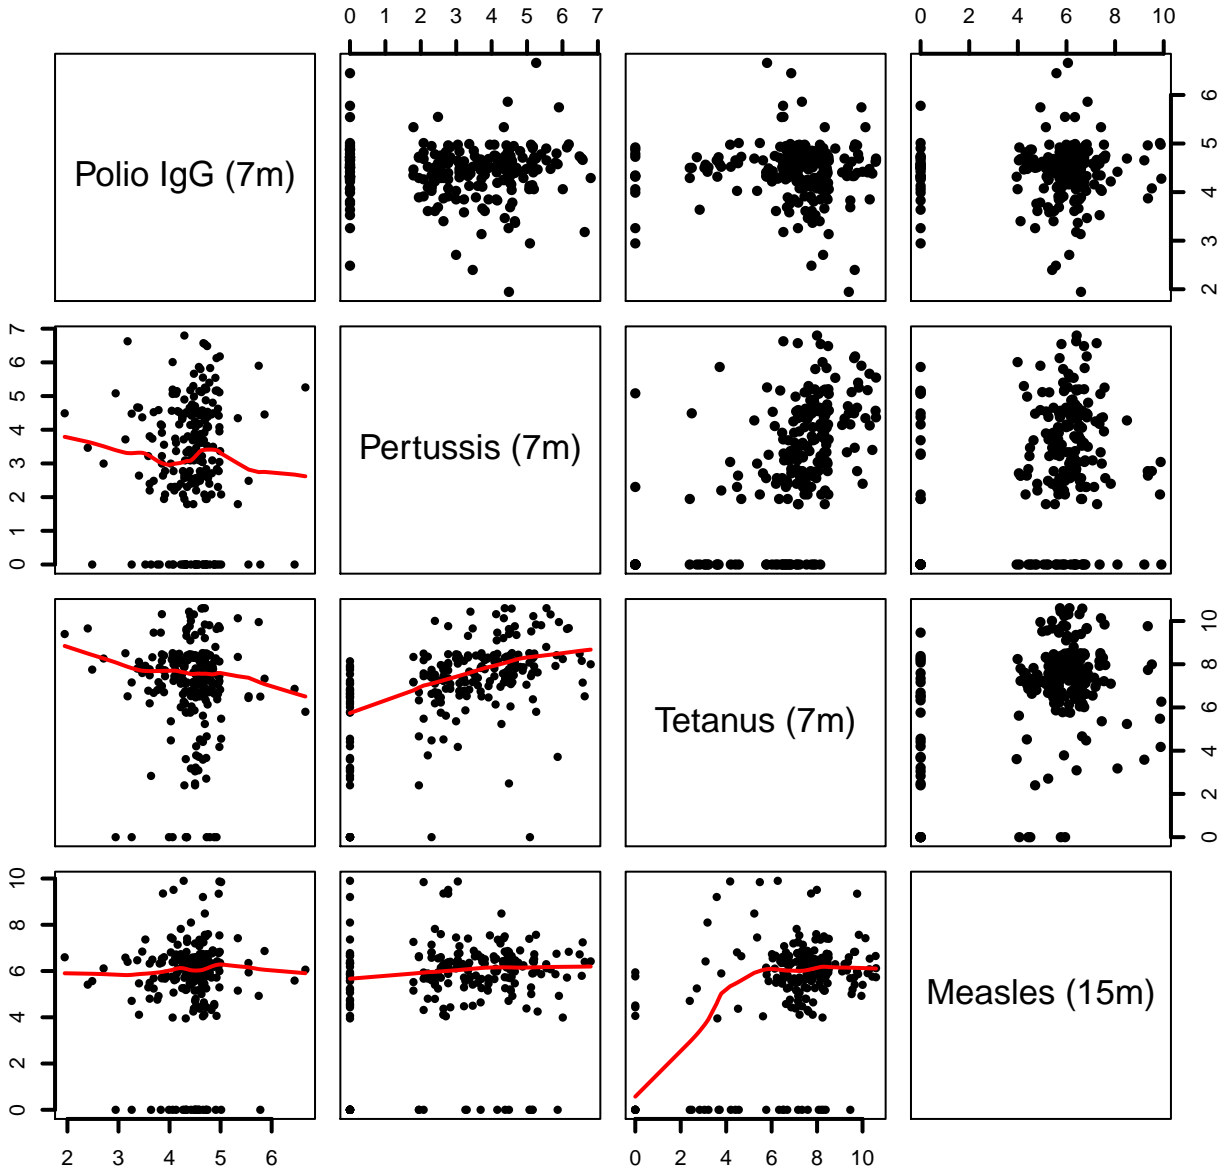 0 1 2 3 4 5 6 7 0 2 4 6 8 10
Polio IgG (7m)
2 3 4 5 6
0 1 2 3 4 5 6 7
Pertussis (7m)
Tetanus (7m)
0 2 4 6 8 10
0 2 4 6 8 10
Measles (15m)
2 3 4 5 6 0 2 4 6 8 10